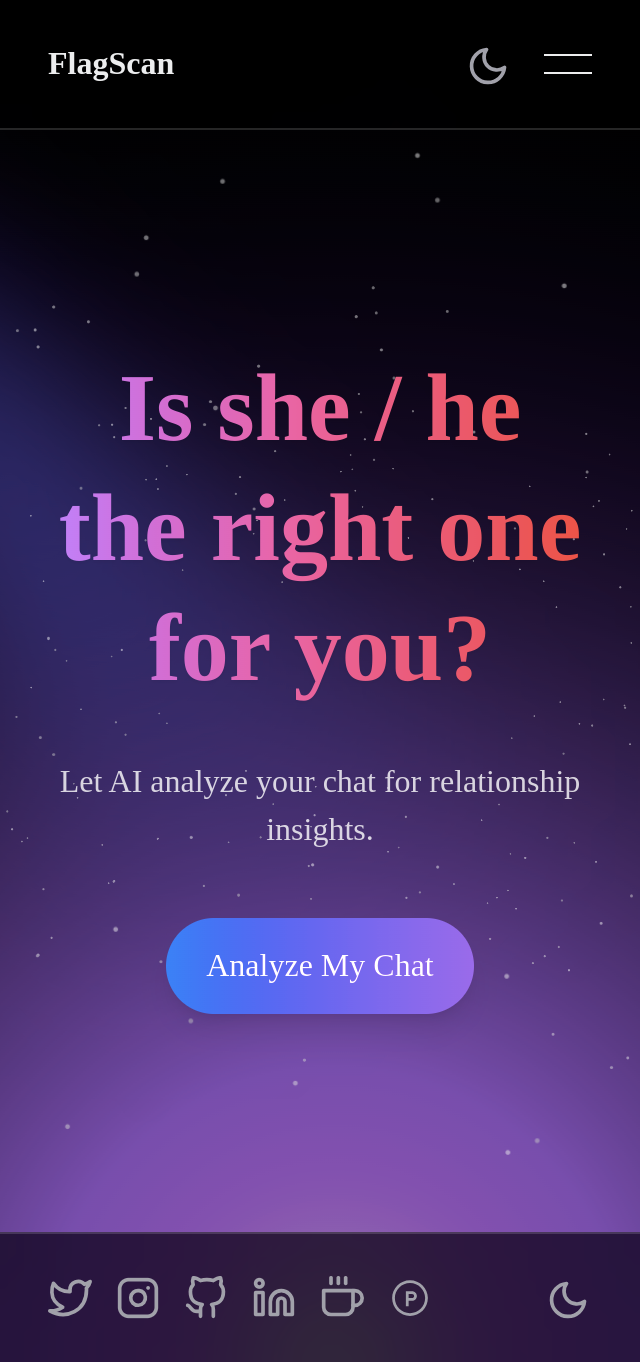 FlagScan
Is she / he
the right one
for you?
Let AI analyze your chat for relationship
insights.
Analyze My Chat
P